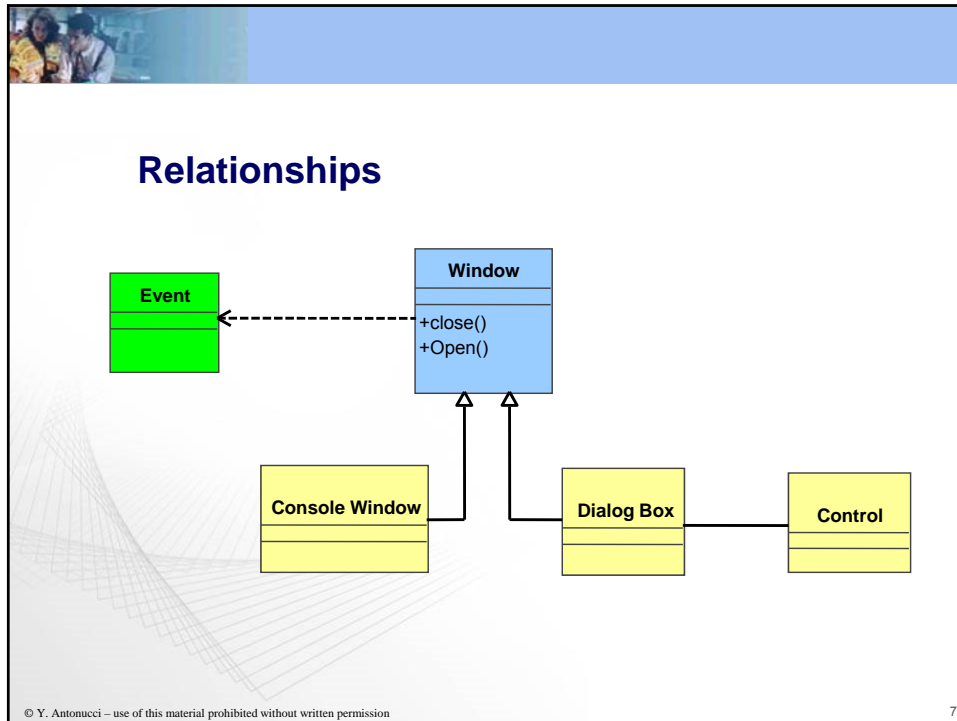 Relationships
Event
Window
+close()
+Open()
Console Window
Dialog Box
Control
© Y. Antonucci – use of this material prohibited without written permission
7